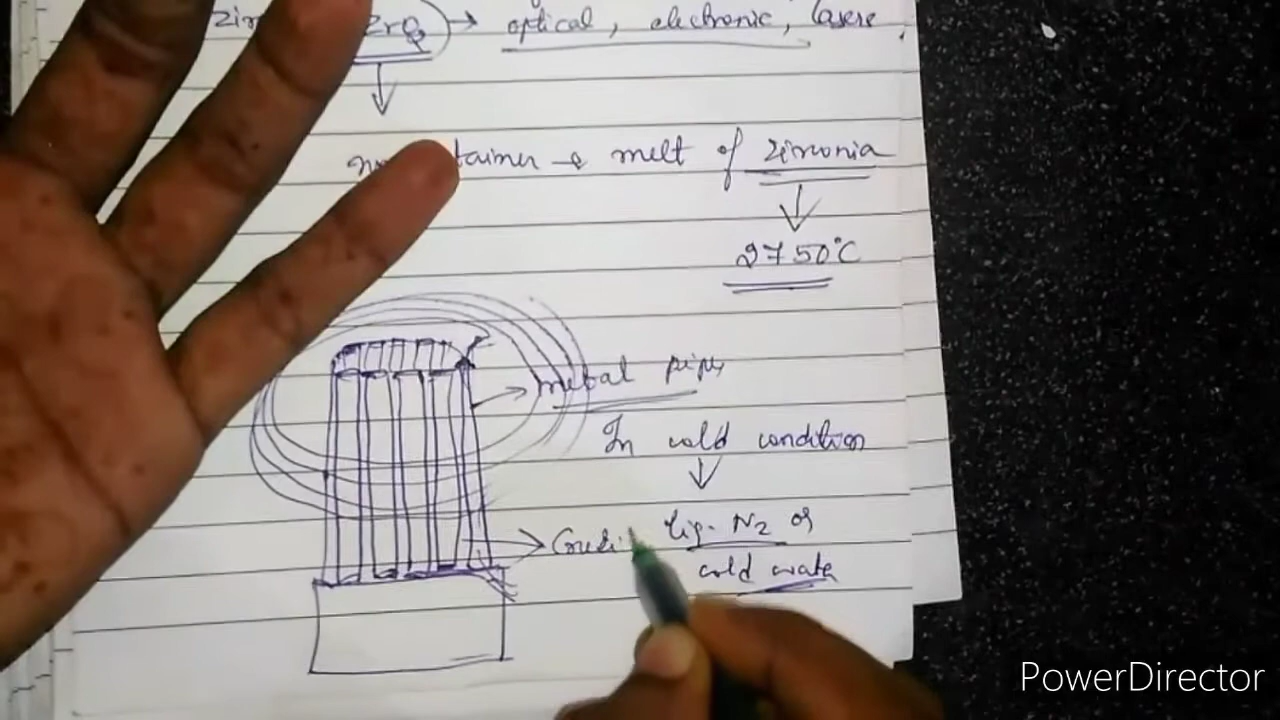 ZrO2 → optical, electronic, lasers,
melt of zirconia
2750°C
metal pipes
In cold condition
liq. N2 or
cold water
PowerDirector